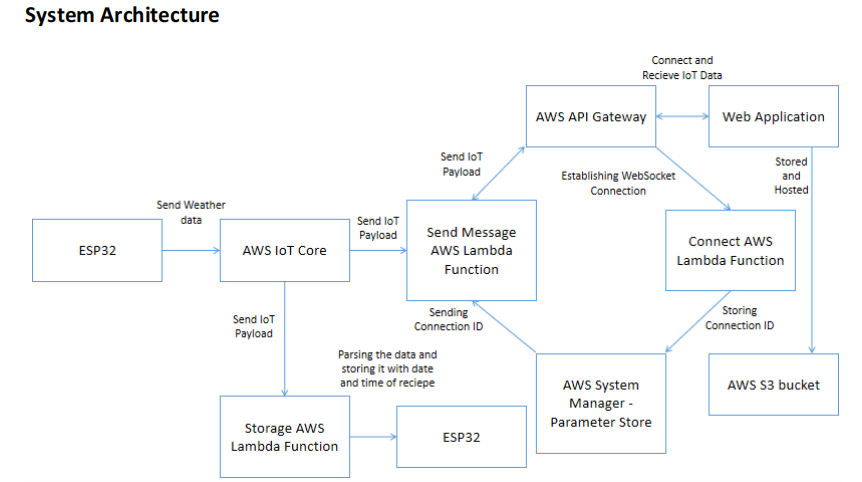 System Architecture
Connect and
Recieve IoT Data
AWS API Gateway
Web Application
Send IoT
Payload
Establishing WebSocket
Connection
Stored
and
Hosted
Send Weather
data
Send IoT
Payload
ESP32
AWS IoT Core
Send Message
AWS Lambda
Function
Connect AWS
Lambda Function
Send IoT
Payload
Sending
Connection ID
Storing
Connection ID
Parsing the data and
storing it with date
and time of reciepe
AWS System
Manager -
Parameter Store
AWS S3 bucket
Storage AWS
Lambda Function
ESP32